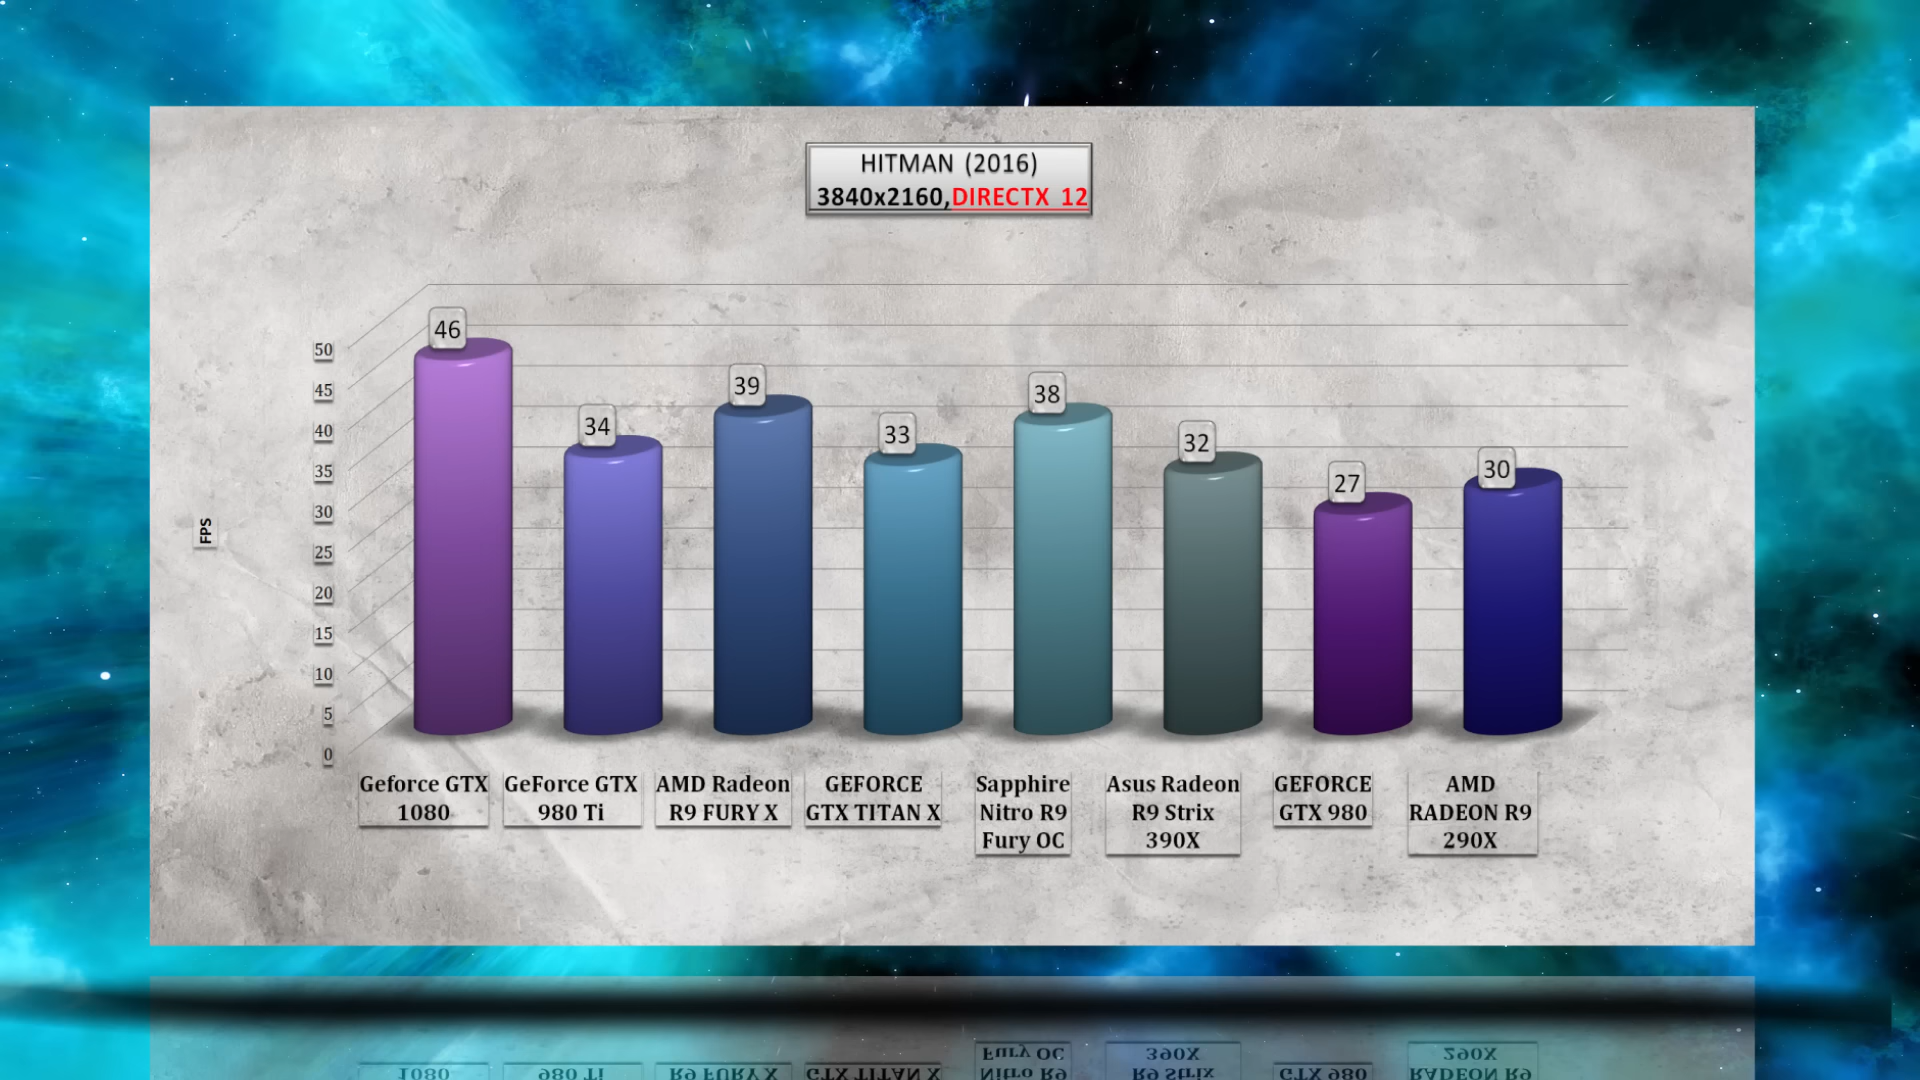 HITMAN (2016)
3840x2160,DIRECTX 12
46
34
39
33
38
32
27
30
50
45
40
35
30
25
20
15
10
5
0
FPS
Geforce GTX
1080
GeForce GTX
980 Ti
AMD Radeon
R9 FURY X
GEFORCE
GTX TITAN X
Sapphire
Nitro R9
Fury OC
Asus Radeon
R9 Strix
390X
GEFORCE
GTX 980
AMD
RADEON R9
290X